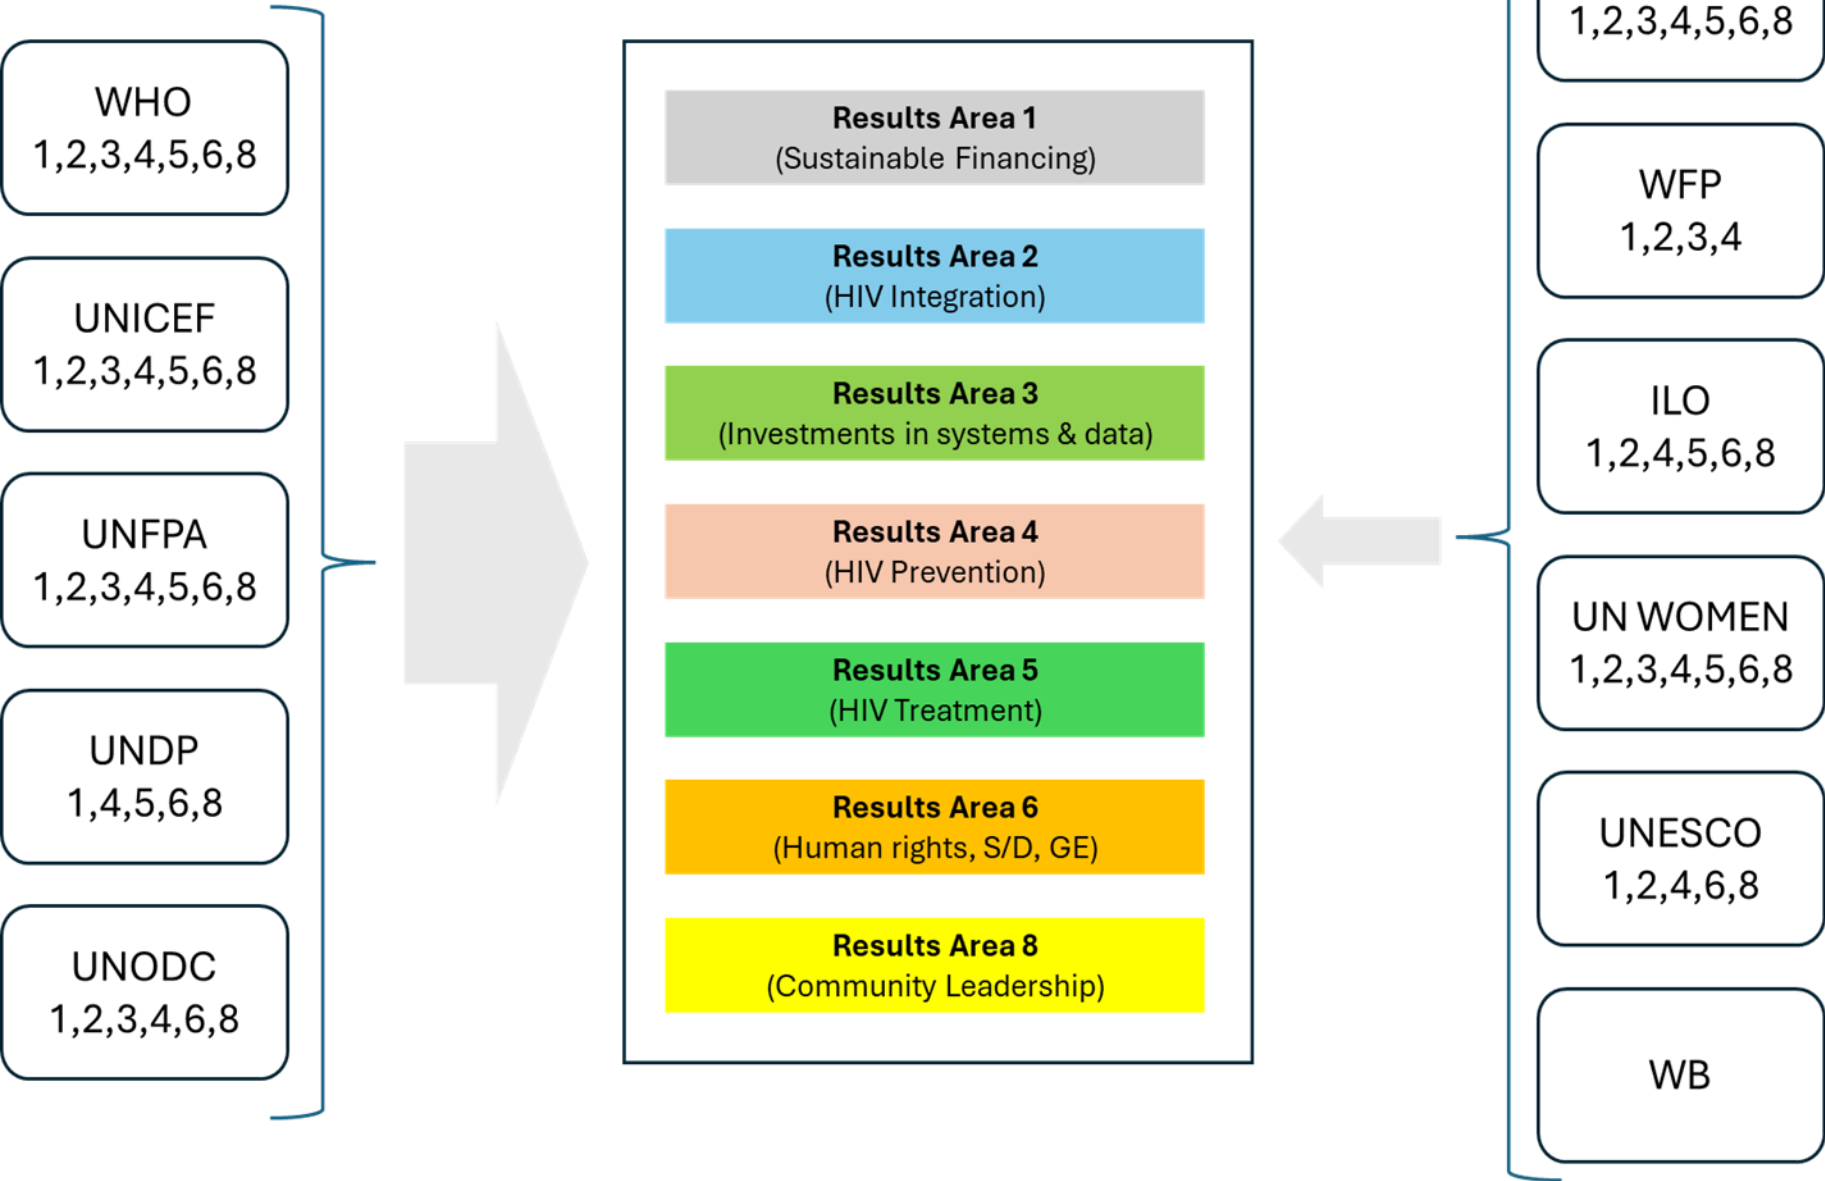 WHO
1,2,3,4,5,6,8
UNICEF
1,2,3,4,5,6,8
UNFPA
1,2,3,4,5,6,8
UNDP
1,4,5,6,8
UNODC
1,2,3,4,6,8
Results Area 1
(Sustainable Financing)
Results Area 2
(HIV Integration)
Results Area 3
(Investments in systems & data)
Results Area 4
(HIV Prevention)
Results Area 5
(HIV Treatment)
Results Area 6
(Human rights, S/D, GE)
Results Area 8
(Community Leadership)
1,2,3,4,5,6,8
WFP
1,2,3,4
ILO
1,2,4,5,6,8
UN WOMEN
1,2,3,4,5,6,8
UNESCO
1,2,4,6,8
WB